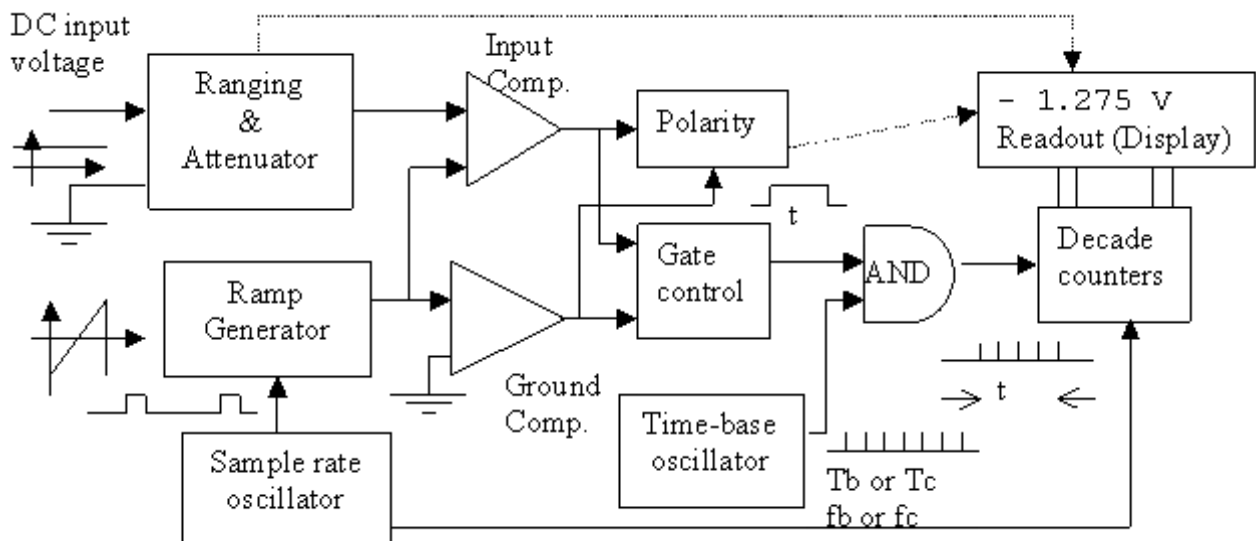 DC input
voltage
Ranging
&
Attenuator
Input
Comp.
Polarity
- 1.275 V
Readout (Display)
t
Gate
control
AND
Decade
counters
Ramp
Generator
Ground
Comp.
t
Time-base
oscillator
Sample rate
oscillator
Tb or Tc
fb or fc